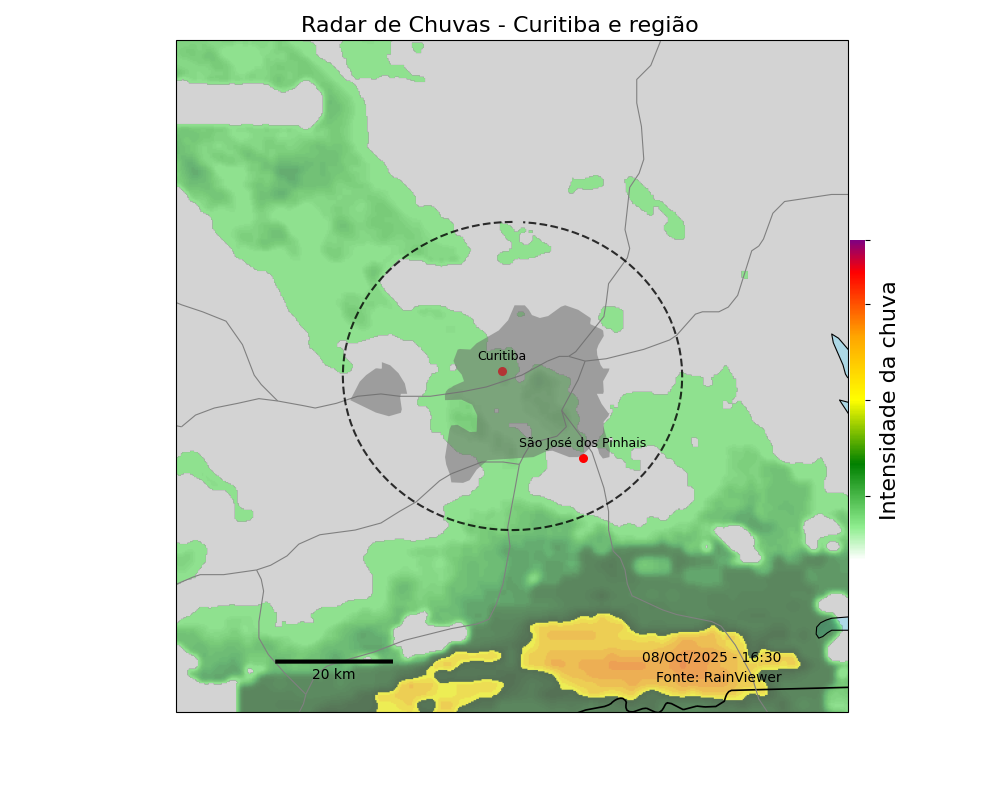 Radar de Chuvas - Curitiba e região
Curitiba
São José dos Pinhais
Intensidade da chuva
08/Oct/2025 - 16:30
Fonte: RainViewer
20 km